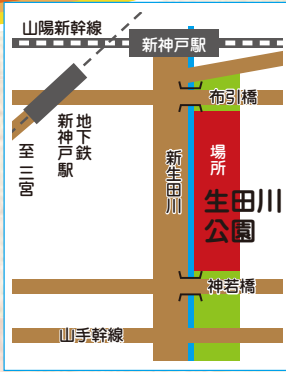 山陽新幹線
新神戸駅
布引橋
地下鉄
新神戸駅
至 三宮
新生田川
場所
生田川
公園
神若橋
山手幹線